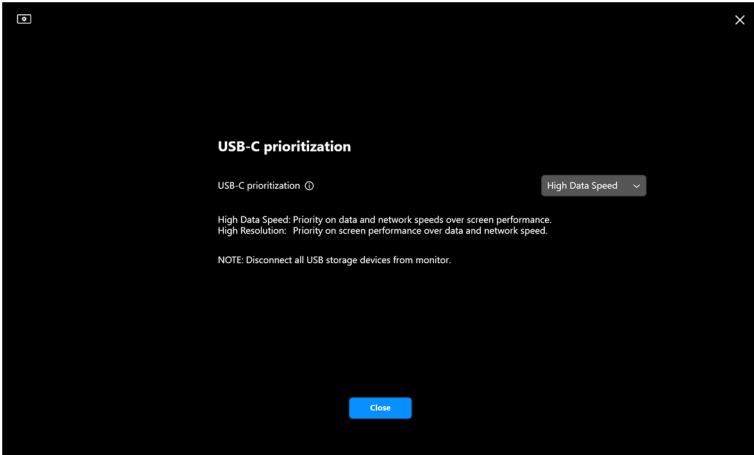 USB-C prioritization
USB-C prioritization
High Data Speed
High Data Speed: Priority on data and network speeds over screen performance.
High Resolution: Priority on screen performance over data and network speed.
NOTE: Disconnect all USB storage devices from monitor.
Close